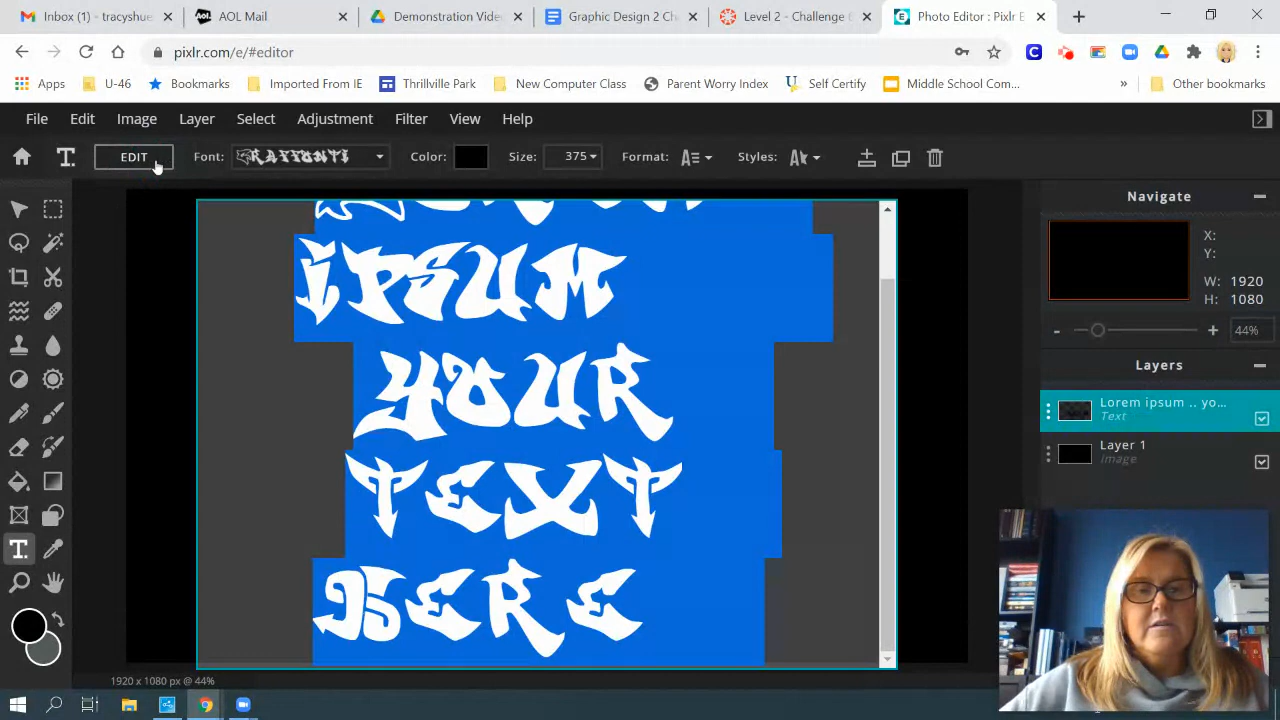 Inbox (1) - tracyshue
AOL Mail
Demonstration Vide
Graphic Design 2 Ch
Level 2 - Challenge (
Photo Editor : Pixlr E
pixlr.com/e/#editor
Apps
U-46
Bookmarks
Imported From IE
Thrillville Park
New Computer Class
Parent Worry Index
Self Certify
Middle School Com...
»
Other bookmarks
File
Edit
Image
Layer
Select
Adjustment
Filter
View
Help
EDIT
Font:
Color:
Size:
375
Format:
Styles:
Navigate
X:
Y:
W: 1920
H: 1080
44%
IPSUM
YOUR
TEXT
HERE
Layers
Lorem ipsum .. yo...
Text
Layer 1
Image
1920 x 1080 px @ 44%